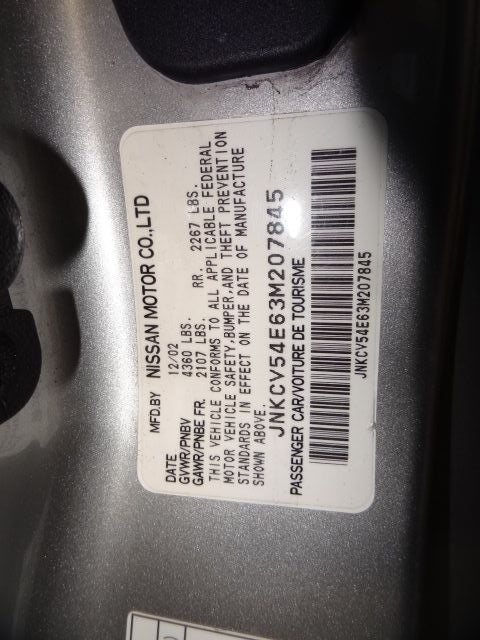 MFD.BY NISSAN MOTOR CO.,LTD
DATE 12/02
GVWR/PNBV 4360 LBS.
GAWR/PNBE FR. 2107 LBS. RR. 2267 LBS.
THIS VEHICLE CONFORMS TO ALL APPLICABLE FEDERAL
MOTOR VEHICLE SAFETY,BUMPER,AND THEFT PREVENTION
STANDARDS IN EFFECT ON THE DATE OF MANUFACTURE
SHOWN ABOVE.
JNKCV54E63M207845
PASSENGER CAR/VOITURE DE TOURISME
JNKCV54E63M207845